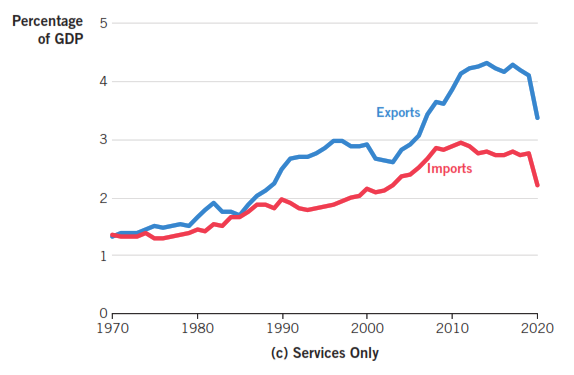 Percentage
of GDP
5
4
3
2
1
0
Exports
Imports
1970 1980 1990 2000 2010 2020
(c) Services Only